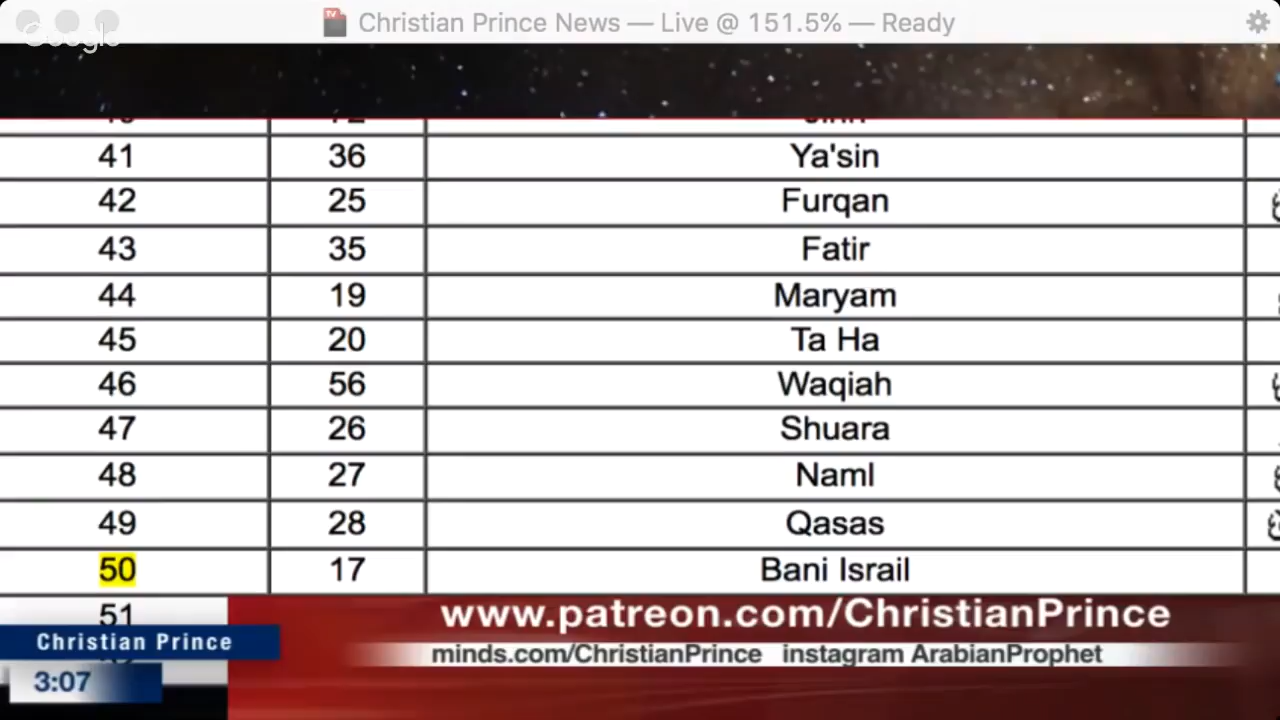 Christian Prince News — Live @ 151.5% — Ready
Google
41 36 Ya'sin
42 25 Furqan
43 35 Fatir
44 19 Maryam
45 20 Ta Ha
46 56 Waqiah
47 26 Shuara
48 27 Naml
49 28 Qasas
50 17 Bani Israil
51
www.patreon.com/ChristianPrince
Christian Prince
minds.com/ChristianPrince instagram ArabianProphet
3:07